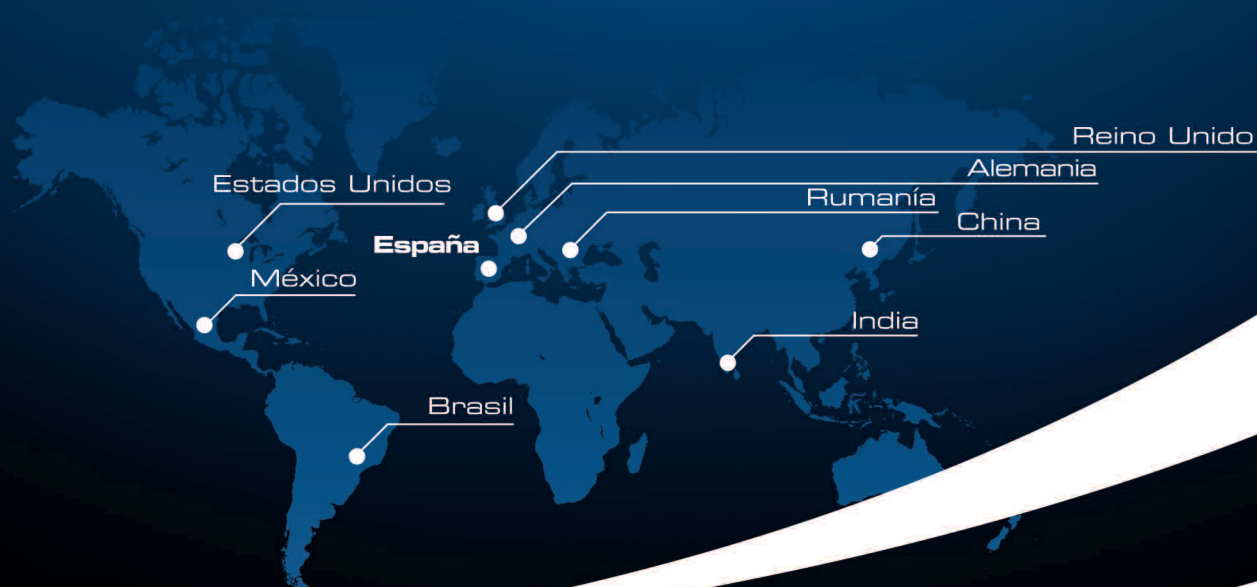 Reino Unido
Alemania
Estados Unidos
Rumanía
China
España
México
India
Brasil